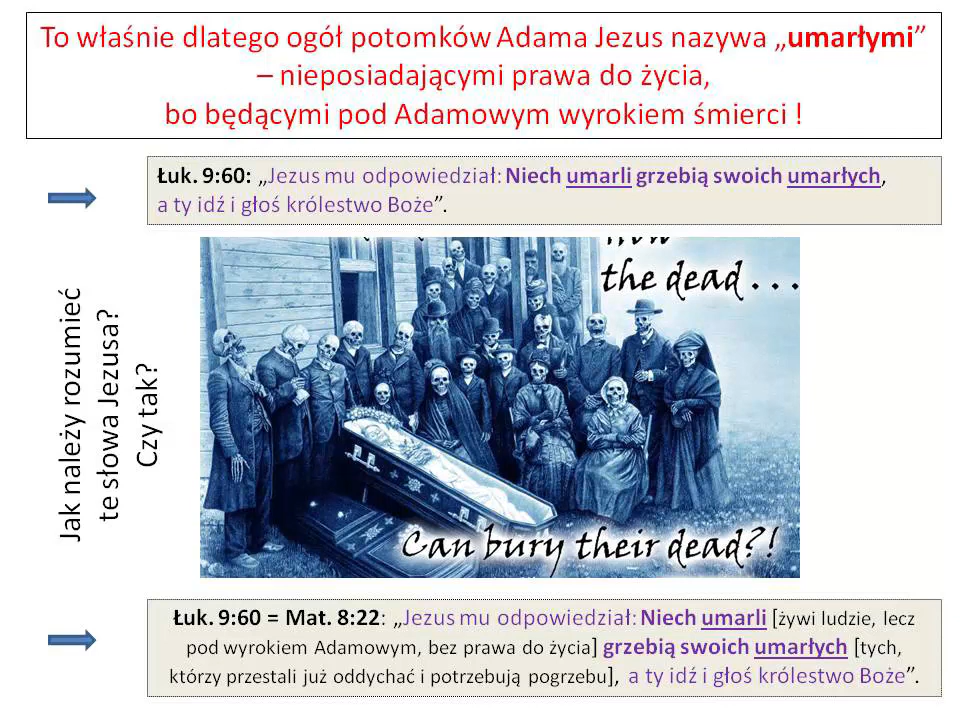 To właśnie dlatego ogół potomków Adama Jezus nazywa „umarłymi”
– nieposiadającymi prawa do życia,
bo będącymi pod Adamowym wyrokiem śmierci !
Łuk. 9:60: „Jezus mu odpowiedział: Niech umarli grzebią swoich umarłych,
a ty idź i głoś królestwo Boże”.
Jak należy rozumieć
te słowa Jezusa?
Czy tak?
the dead . . .
Can bury their dead?!
Łuk. 9:60 = Mat. 8:22: „Jezus mu odpowiedział: Niech umarli [żywi ludzie, lecz
pod wyrokiem Adamowym, bez prawa do życia] grzebią swoich umarłych [tych,
którzy przestali już oddychać i potrzebują pogrzebu], a ty idź i głoś królestwo Boże”.